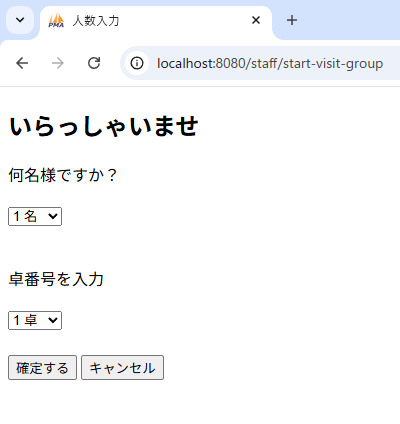 人数入力
localhost:8080/staff/start-visit-group
いらっしゃいませ
何名様ですか？
1 名
卓番号を入力
1 卓
確定する キャンセル